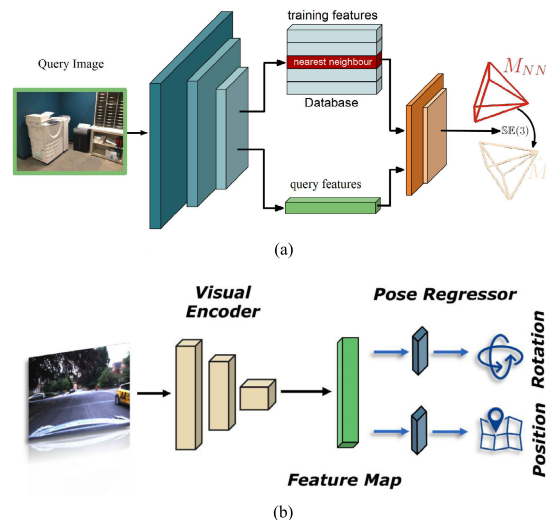 training features
Query Image
nearest neighbour
M_NN
Database
SE(3)
query features
(a)
Visual
Encoder
Pose Regressor
Rotation
Position
Feature Map
(b)